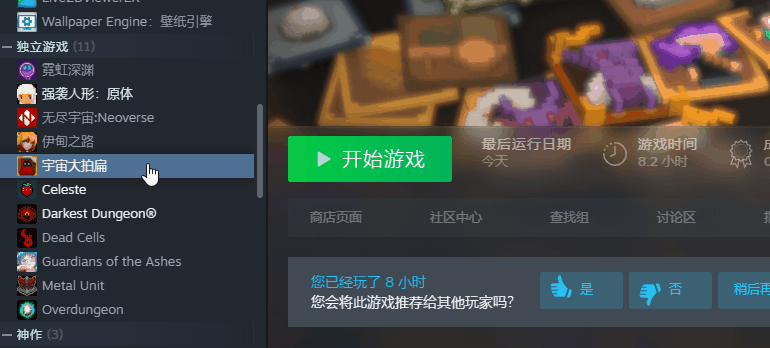 Wallpaper Engine：壁纸引擎
独立游戏 (11)
霓虹深渊
强袭人形：原体
无尽宇宙:Neoverse
伊甸之路
宇宙大拍扁
Celeste
Darkest Dungeon®
Dead Cells
Guardians of the Ashes
Metal Unit
Overdungeon
神作 (3)
开始游戏
最后运行日期
今天
游戏时间
8.2 小时
商店页面 社区中心 查找组 讨论区
您已经玩了 8 小时
您会将此游戏推荐给其他玩家吗?
是 否 稍后再